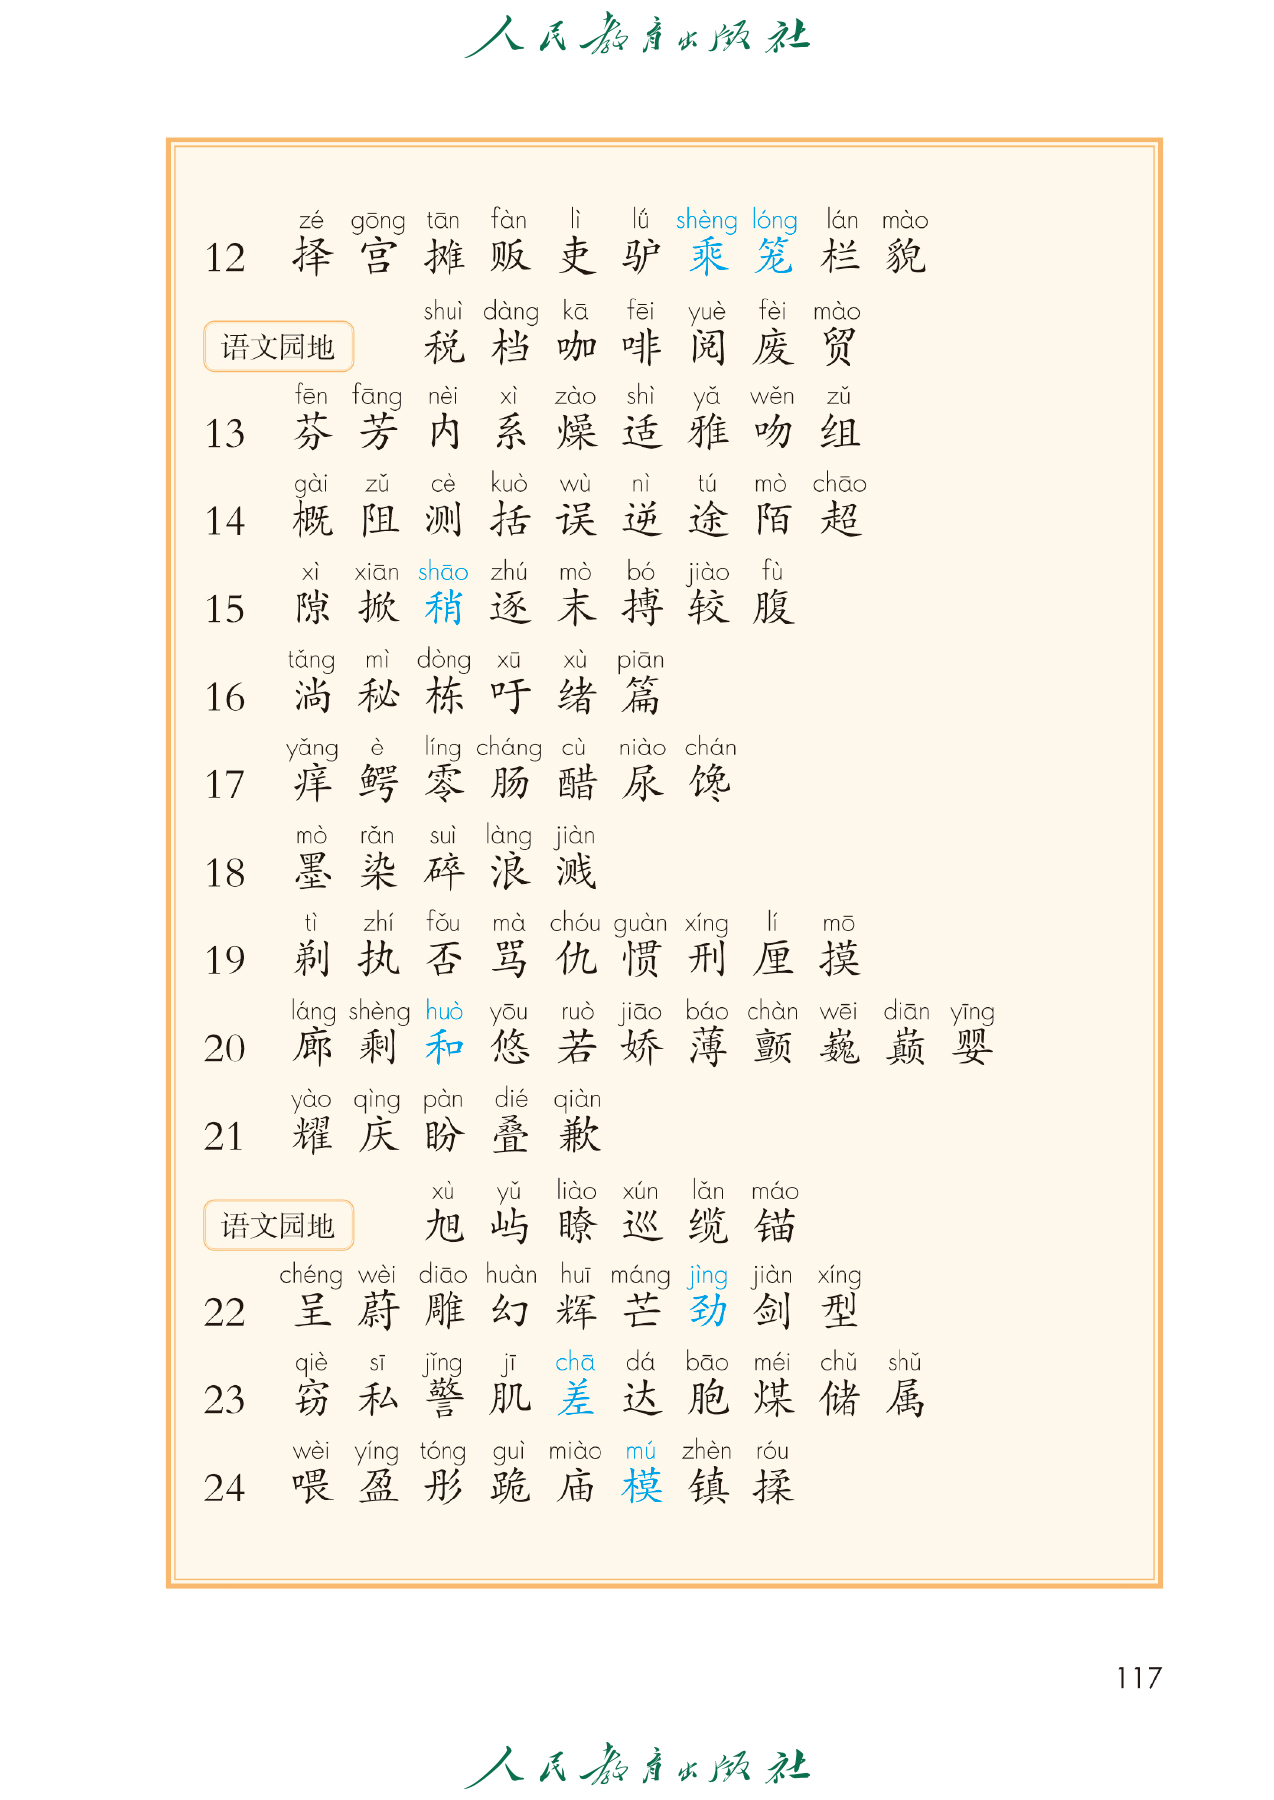 人民教育出版社
zé gōng tān fàn lì lǘ shèng lóng lán mào
12 择 宫 摊 贩 吏 驴 乘 笼 栏 貌
shuì dàng kā fēi yuè fèi mào
语文园地 税 档 咖 啡 阅 废 贸
fēn fāng nèi xì zào shì yǎ wěn zǔ
13 芬 芳 内 系 燥 适 雅 吻 组
gài zǔ cè kuò wù nì tú mò chāo
14 概 阻 测 括 误 逆 途 陌 超
xì xiān shāo zhú mò bó jiào fù
15 隙 掀 稍 逐 末 搏 较 腹
tǎng mì dòng xū xù piān
16 淌 秘 栋 吁 绪 篇
yǎng è líng cháng cù niào chán
17 痒 鳄 零 肠 醋 尿 馋
mò rǎn suì làng jiàn
18 墨 染 碎 浪 溅
tì zhí fǒu mà chóu guàn xíng lí mō
19 剃 执 否 骂 仇 惯 刑 厘 摸
láng shèng huò yōu ruò jiāo báo chàn wēi diān yīng
20 廊 剩 和 悠 若 娇 薄 颤 巍 巅 婴
yào qìng pàn dié qiàn
21 耀 庆 盼 叠 歉
xù yǔ liào xún lǎn máo
语文园地 旭 屿 瞭 巡 缆 锚
chéng wèi diāo huàn huī máng jìng jiàn xíng
22 呈 蔚 雕 幻 辉 芒 劲 剑 型
qiè sī jǐng jī chā dá bāo méi chǔ shǔ
23 窃 私 警 肌 差 达 胞 煤 储 属
wèi yíng tóng guì miào mú zhèn róu
24 喂 盈 彤 跪 庙 模 镇 揉
117
人民教育出版社